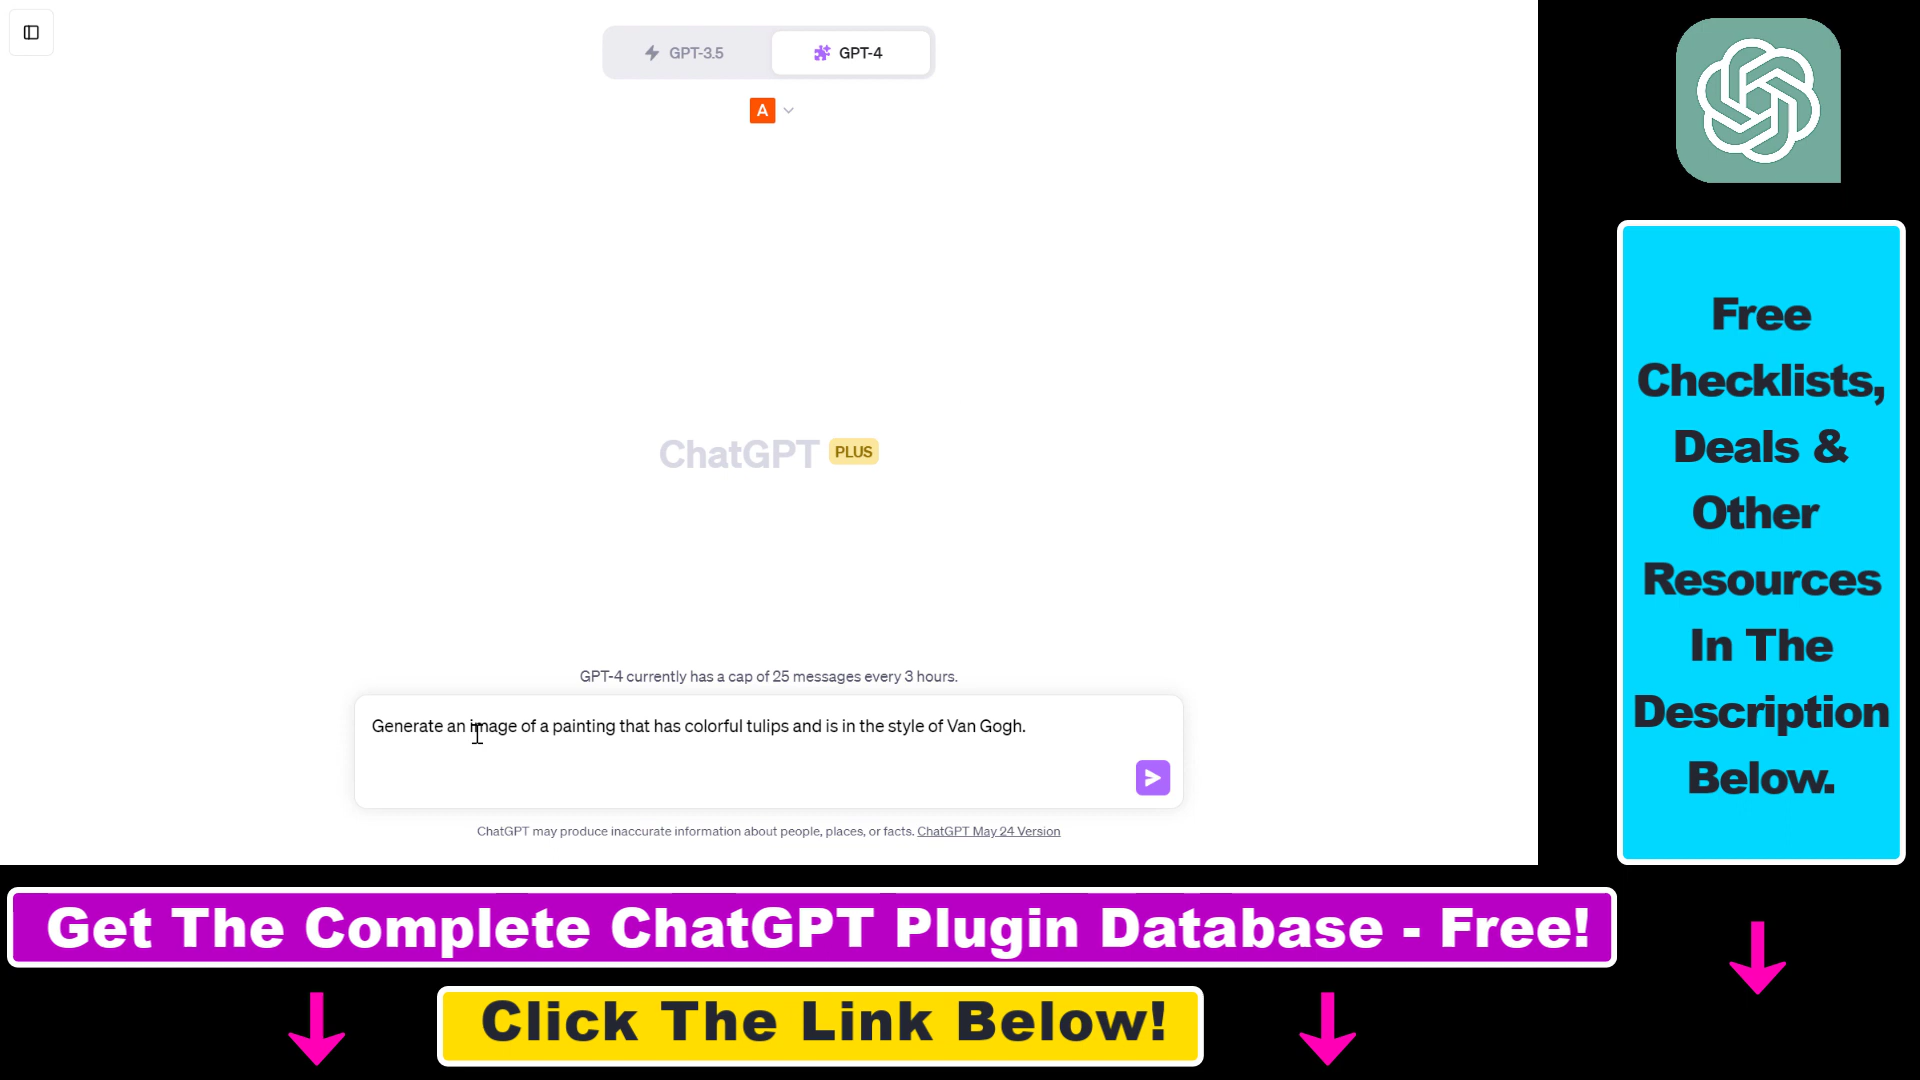 GPT-3.5
GPT-4
A
ChatGPT PLUS
GPT-4 currently has a cap of 25 messages every 3 hours.
Generate an image of a painting that has colorful tulips and is in the style of Van Gogh.
ChatGPT may produce inaccurate information about people, places, or facts. ChatGPT May 24 Version
Free
Checklists,
Deals &
Other
Resources
In The
Description
Below.
Get The Complete ChatGPT Plugin Database - Free!
Click The Link Below!